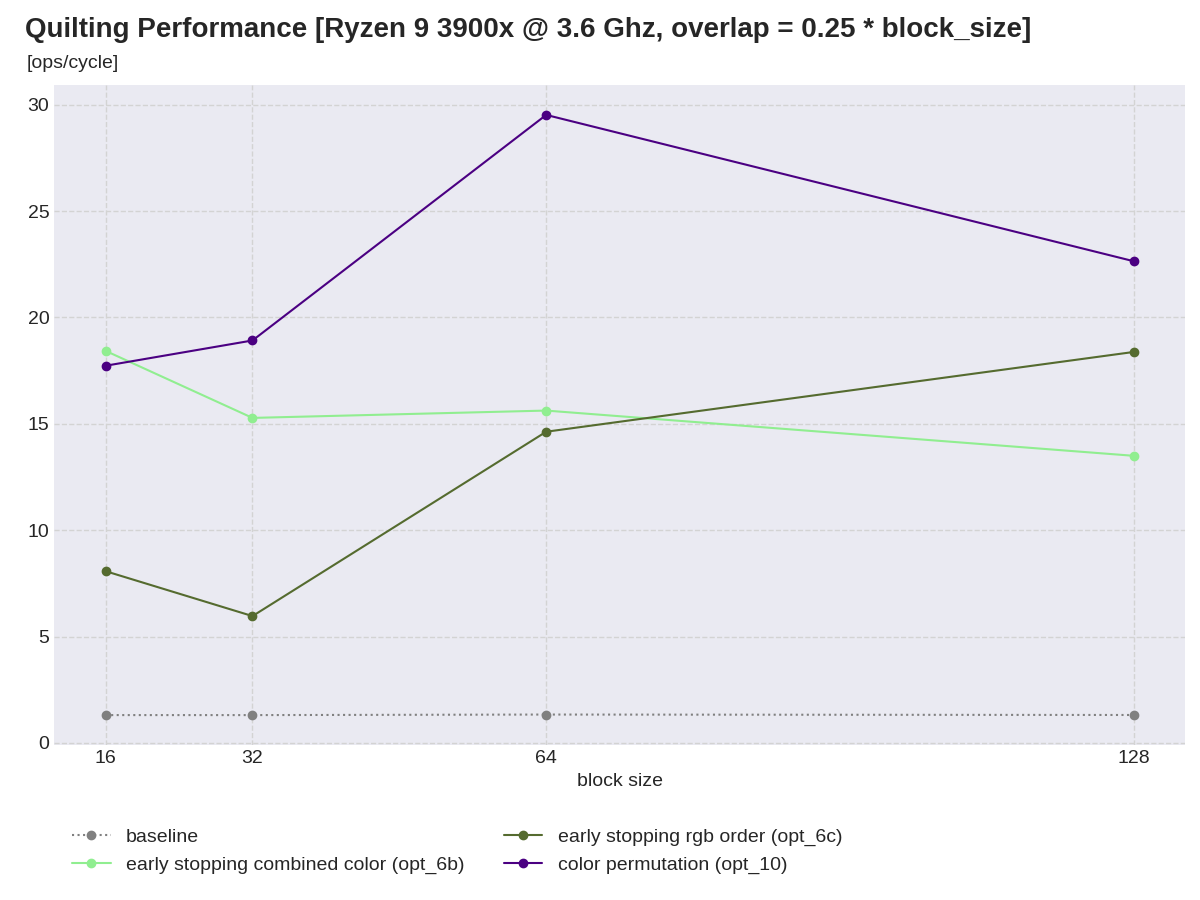 Quilting Performance [Ryzen 9 3900x @ 3.6 Ghz, overlap = 0.25 * block_size]
[ops/cycle]
30
25
20
15
10
5
0
16 32 64 128
block size
baseline
early stopping combined color (opt_6b)
early stopping rgb order (opt_6c)
color permutation (opt_10)